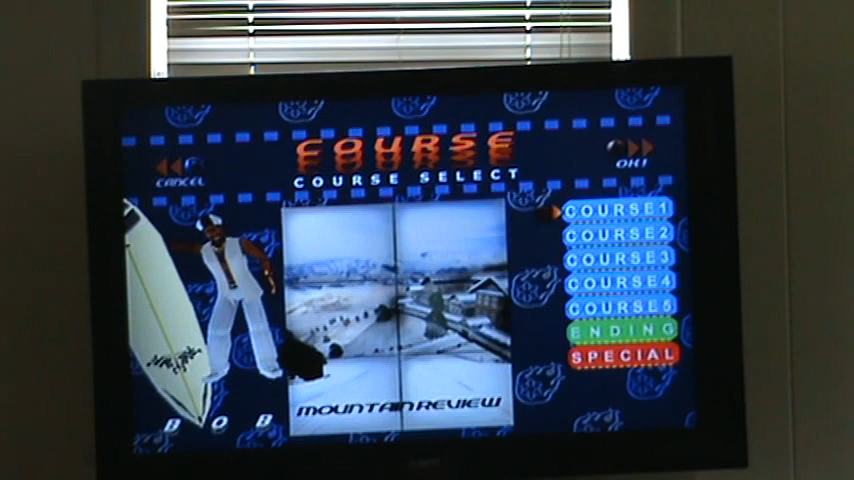 COURSE
COURSE SELECT
CANCEL
OK!
COURSE1
COURSE2
COURSE3
COURSE4
COURSE5
ENDING
SPECIAL
MOUNTAIN REVIEW
BOB